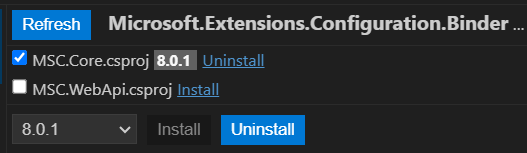 Refresh Microsoft.Extensions.Configuration.Binder ...
MSC.Core.csproj 8.0.1 Uninstall
MSC.WebApi.csproj Install
8.0.1 Install Uninstall